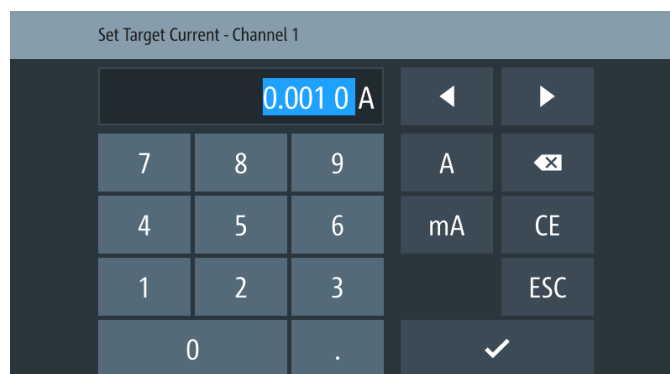 Set Target Current - Channel 1
0.001 0 A
7 8 9 A
4 5 6 mA CE
1 2 3 ESC
0 .